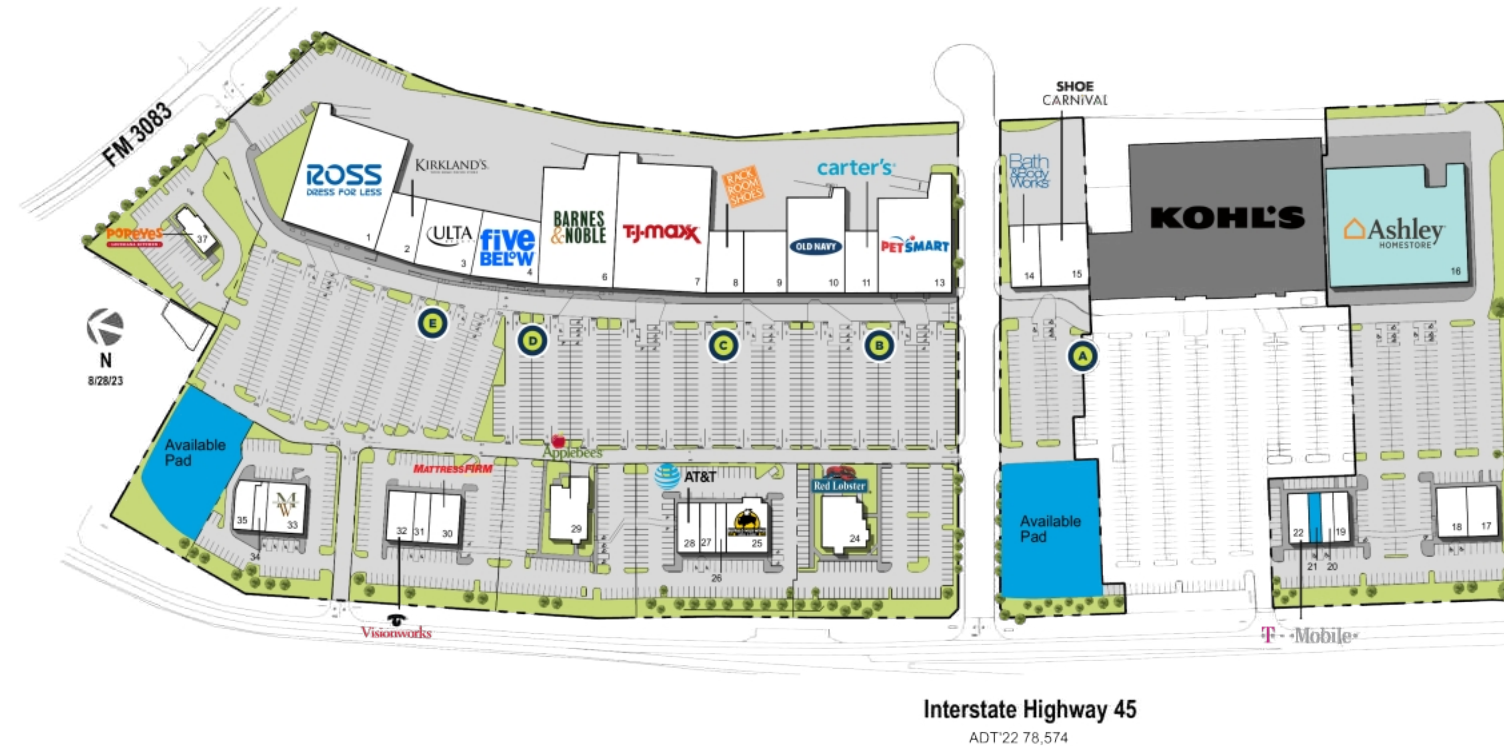 SHOE
CARNIVAL
FM 3083
ROSS
DRESS FOR LESS
1
KIRKLAND'S
2
ULTA
3
five
BELOW
4
BARNES
&NOBLE
6
T·J·maxx
7
RACK
ROOM
SHOES
8
9
carter's
OLD NAVY
10
11
PETSMART
13
Bath
&Body
Works
14
15
KOHL'S
Ashley
HOMESTORE
16
POPEYES
LOUISIANA KITCHEN
37
N
8/28/23
E
D
C
B
A
Available
Pad
35
34
M
W
33
MATTRESSFIRM
32
31
30
Visionworks
Applebee's
29
AT&T
28
27
26
25
Red Lobster
24
Available
Pad
22
21
20
19
18
17
T Mobile
Interstate Highway 45
ADT'22 78,574